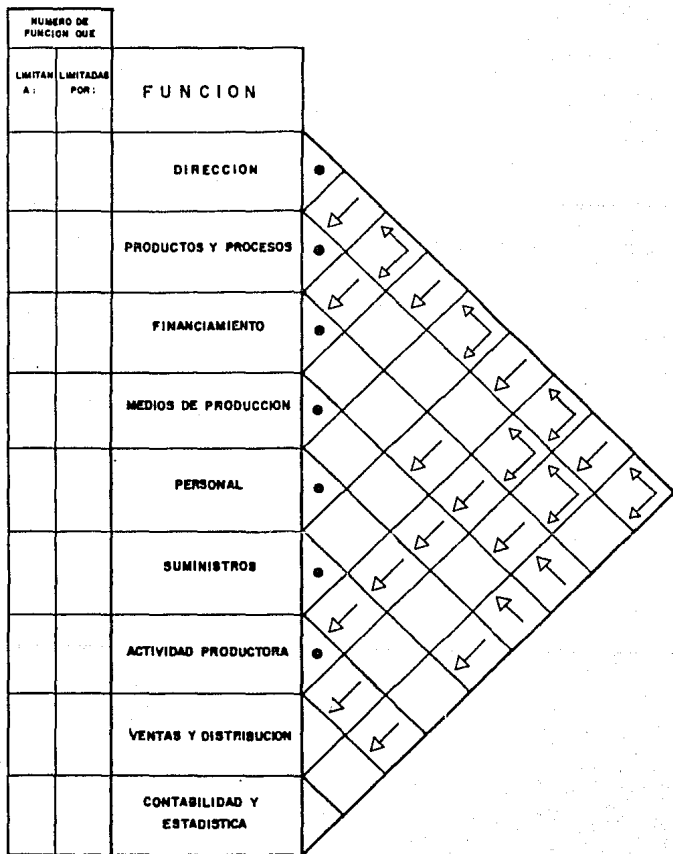 NUMERO DE
FUNCION QUE
LIMITAN
A:
LIMITADAS
POR:
FUNCION
DIRECCION
PRODUCTOS Y PROCESOS
FINANCIAMIENTO
MEDIOS DE PRODUCCION
PERSONAL
SUMINISTROS
ACTIVIDAD PRODUCTORA
VENTAS Y DISTRIBUCION
CONTABILIDAD Y
ESTADISTICA